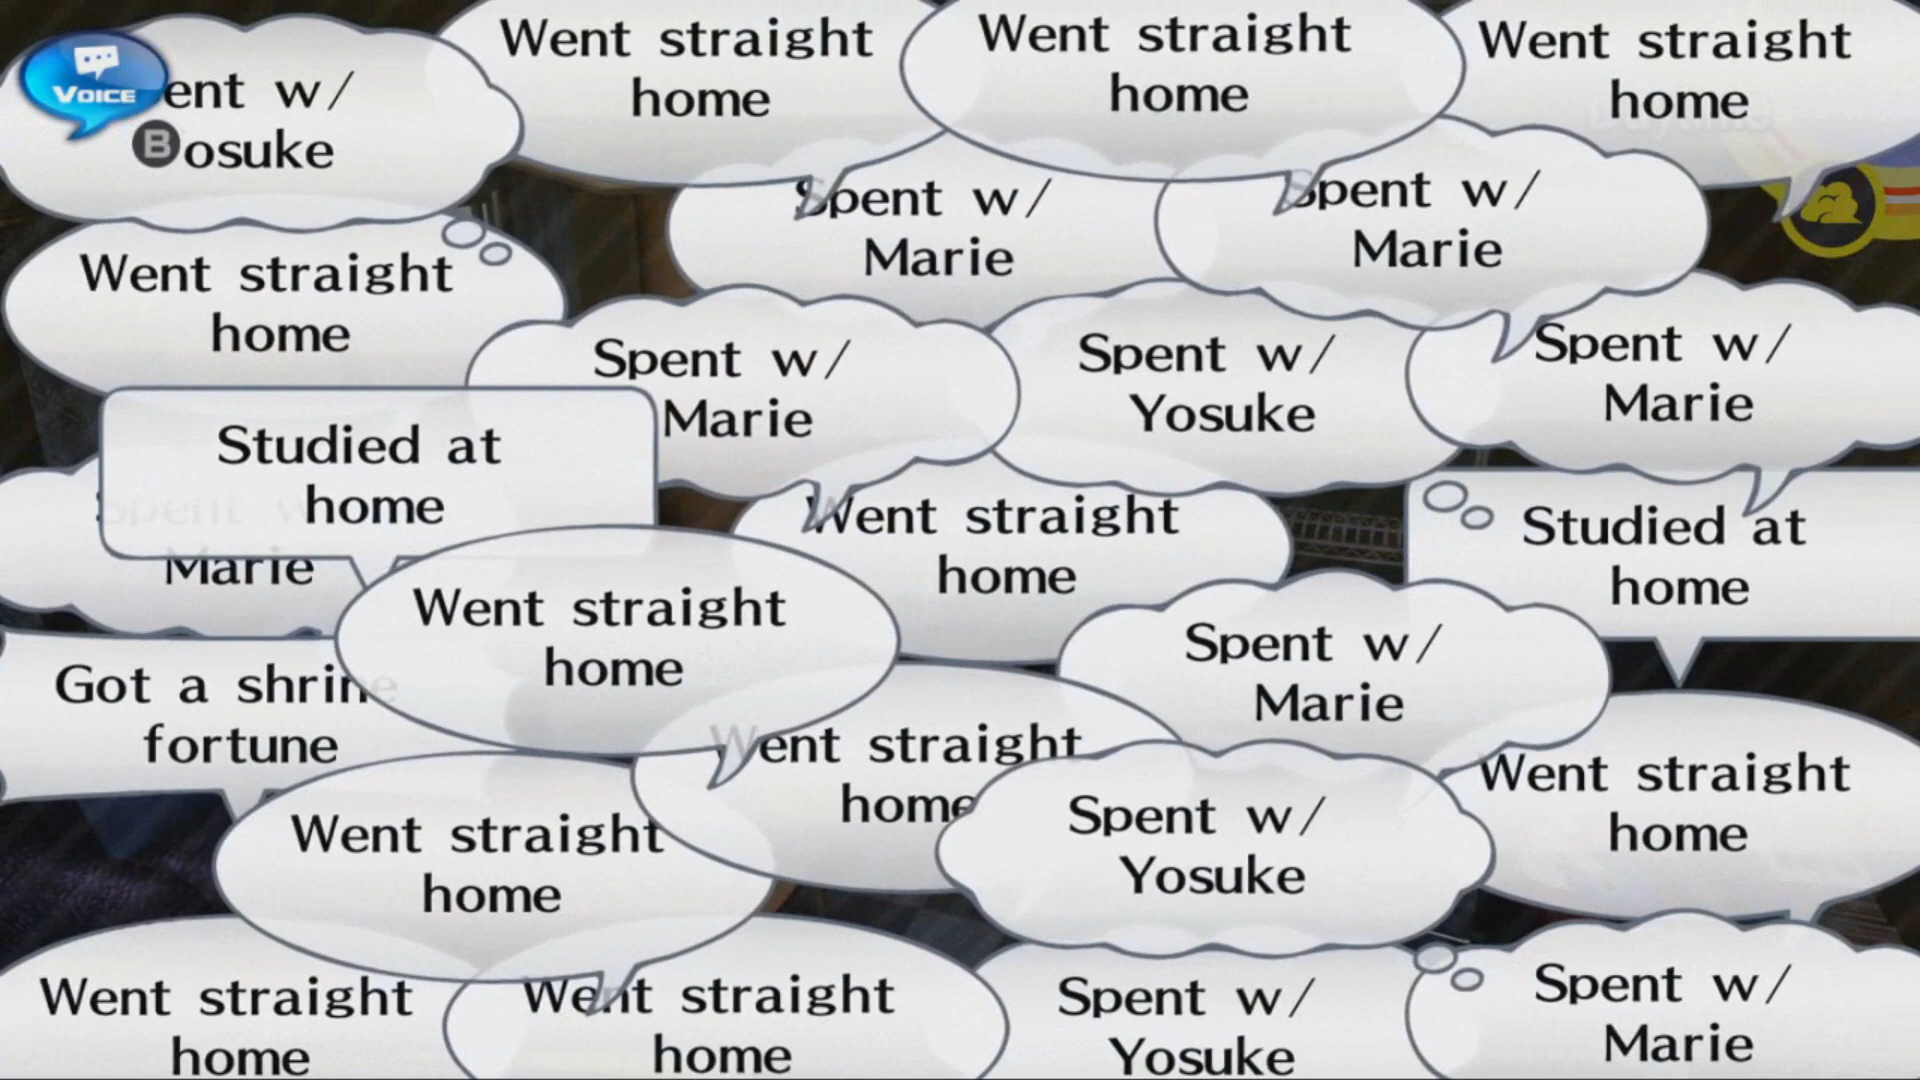 VOICE
B
ent w/
osuke
Went straight
home
Went straight
home
Went straight
home
Spent w/
Marie
Spent w/
Marie
Went straight
home
Spent w/
Marie
Spent w/
Yosuke
Spent w/
Marie
Studied at
home
Spent w
Marie
Went straight
home
Studied at
home
Went straight
home
Spent w/
Marie
Got a shrine
fortune
Went straight
home
Went straight
home
Went straight
home
Spent w/
Yosuke
Went straight
home
Went straight
home
Spent w/
Yosuke
Spent w/
Marie